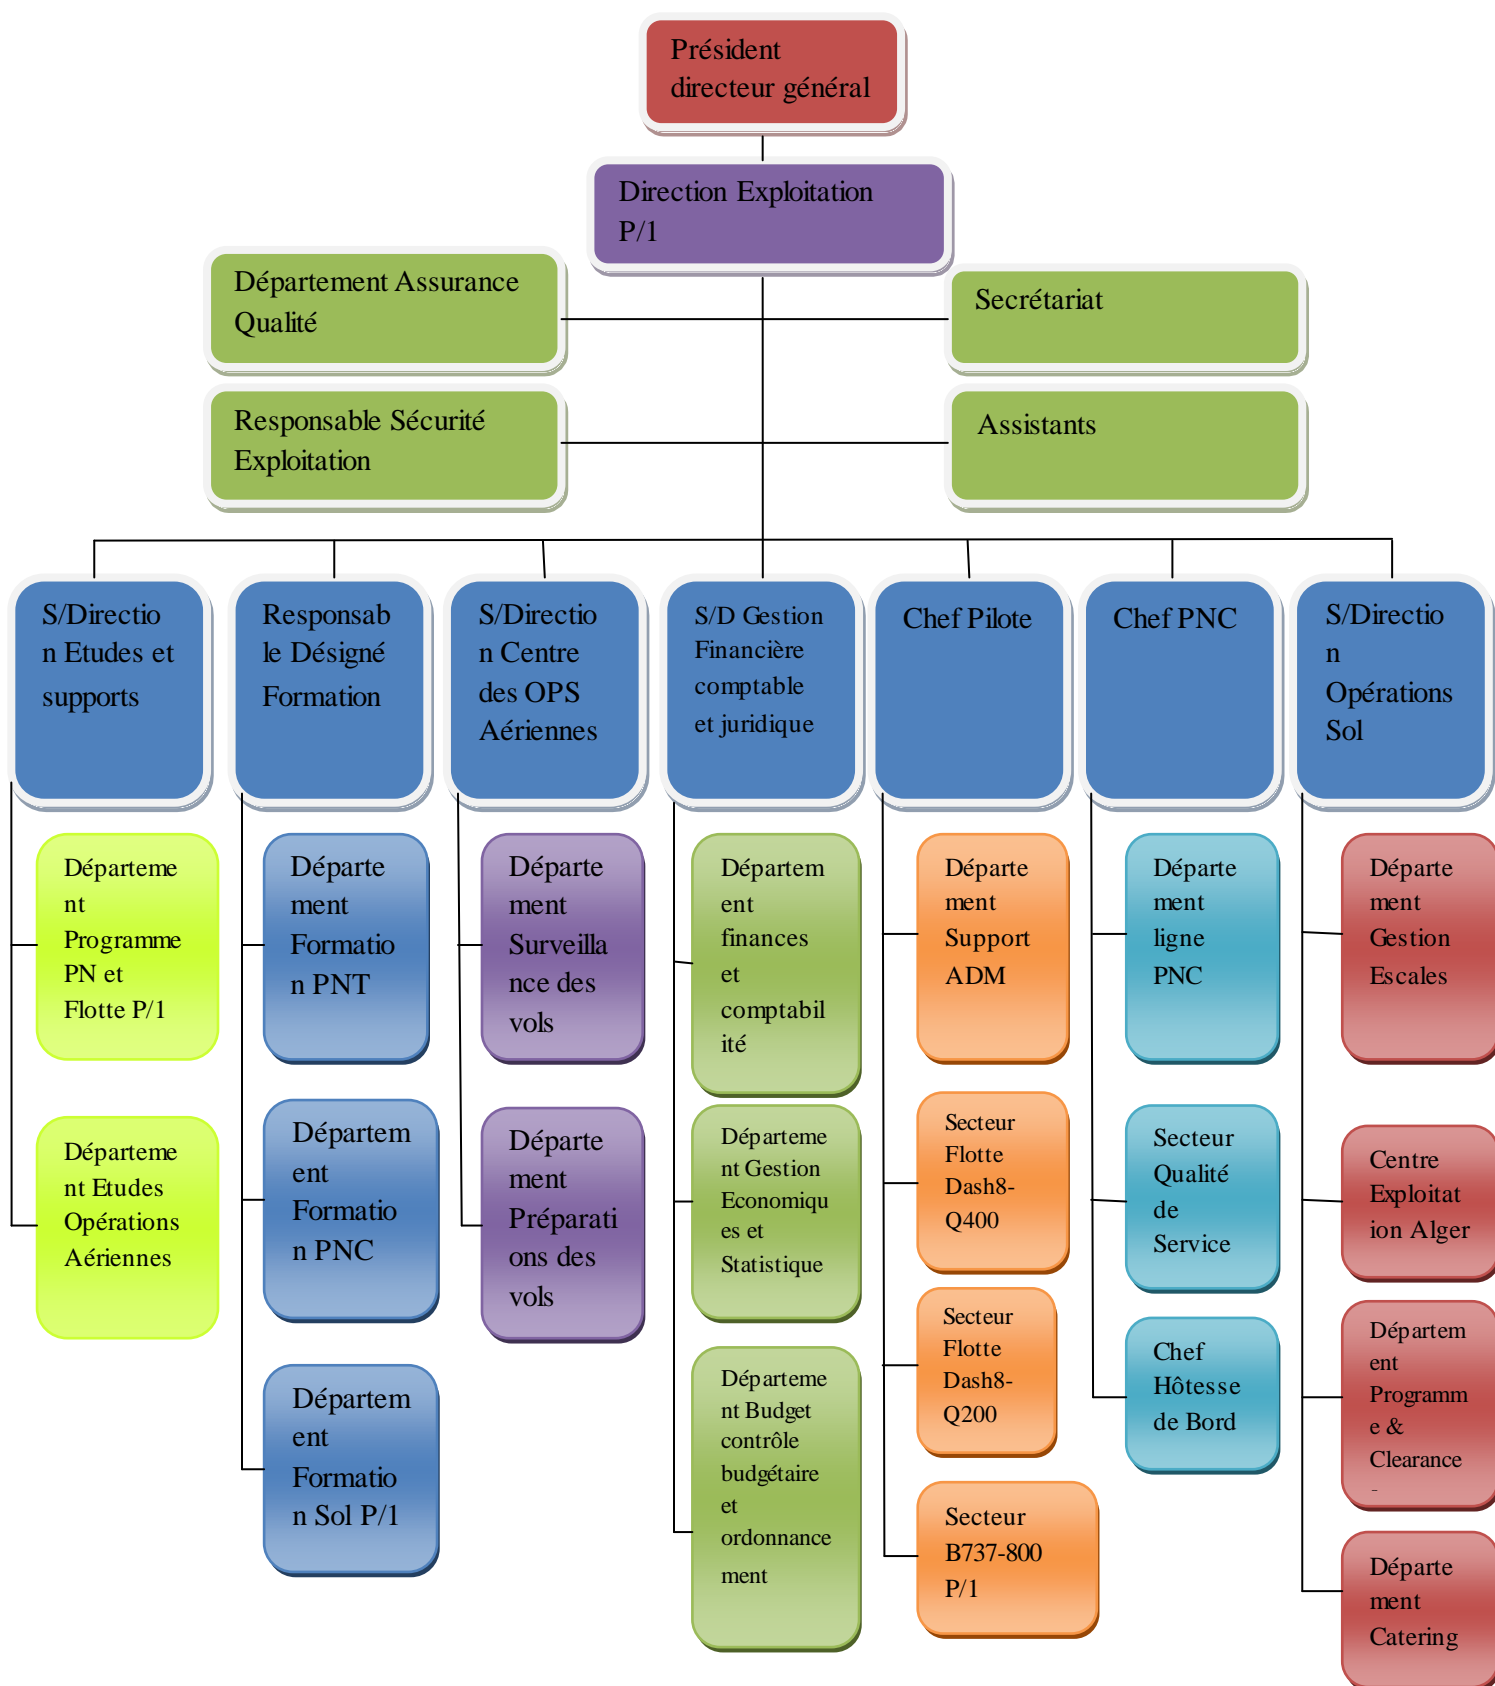 Président
directeur général
Direction Exploitation
P/1
Département Assurance
Qualité
Secrétariat
Responsable Sécurité
Exploitation
Assistants
S/Directio
n Etudes et
supports
Responsab
le Désigné
Formation
S/Directio
n Centre
des OPS
Aériennes
S/D Gestion
Financière
comptable
et juridique
Chef Pilote
Chef PNC
S/Directio
n
Opérations
Sol
Départeme
nt
Programme
PN et
Flotte P/1
Départeme
nt Etudes
Opérations
Aériennes
Départe
ment
Formatio
n PNT
Départem
ent
Formatio
n PNC
Départem
ent
Formatio
n Sol P/1
Départe
ment
Surveilla
nce des
vols
Départe
ment
Préparati
ons des
vols
Départem
ent
finances
et
comptabil
ité
Départeme
nt Gestion
Economiqu
es et
Statistique
Départeme
nt Budget
contrôle
budgétaire
et
ordonnance
ment
Départe
ment
Support
ADM
Secteur
Flotte
Dash8-
Q400
Secteur
Flotte
Dash8-
Q200
Secteur
B737-800
P/1
Départe
ment
ligne
PNC
Secteur
Qualité
de
Service
Chef
Hôtesse
de Bord
Départe
ment
Gestion
Escales
Centre
Exploitat
ion Alger
Départem
ent
Programm
e &
Clearance
Départe
ment
Catering